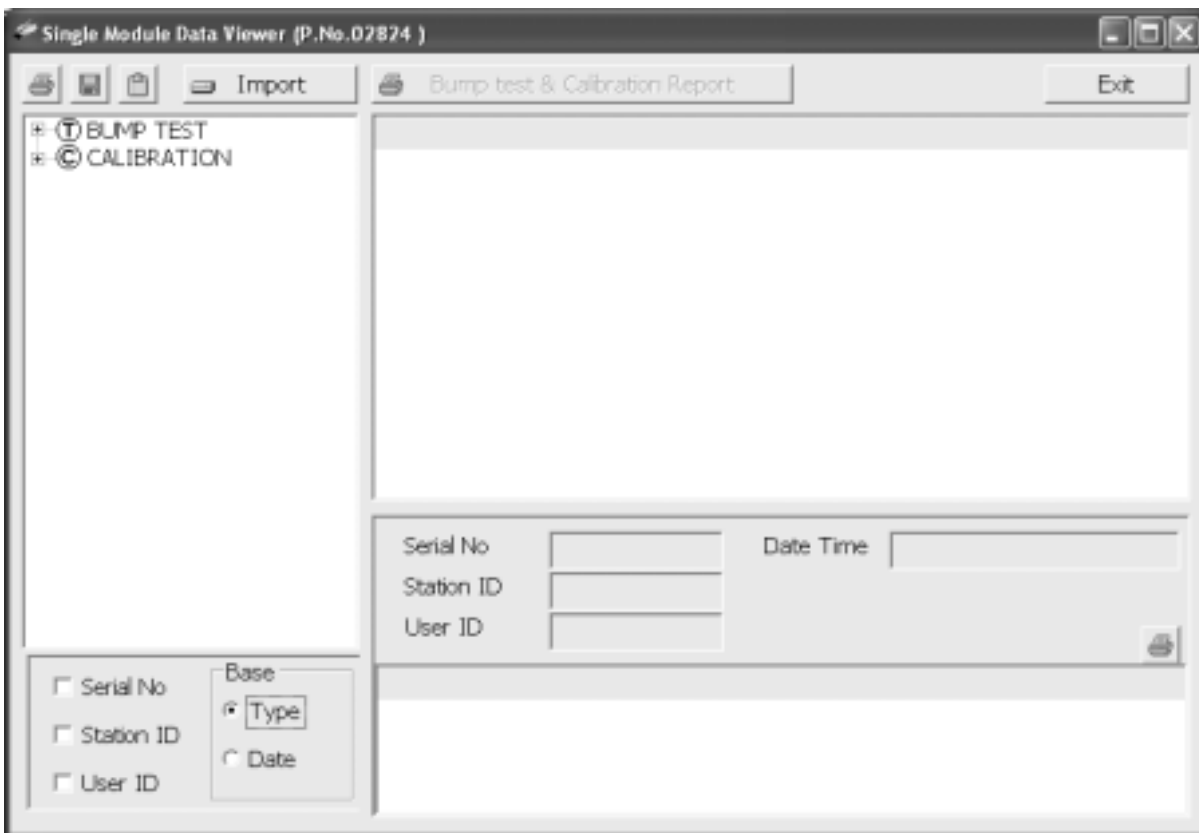 Single Module Data Viewer (P.No.02824 )
Import
Bump test & Calibration Report
Exit
T BUMP TEST
C CALIBRATION
Serial No
Date Time
Station ID
User ID
Serial No
Station ID
User ID
Base
Type
Date